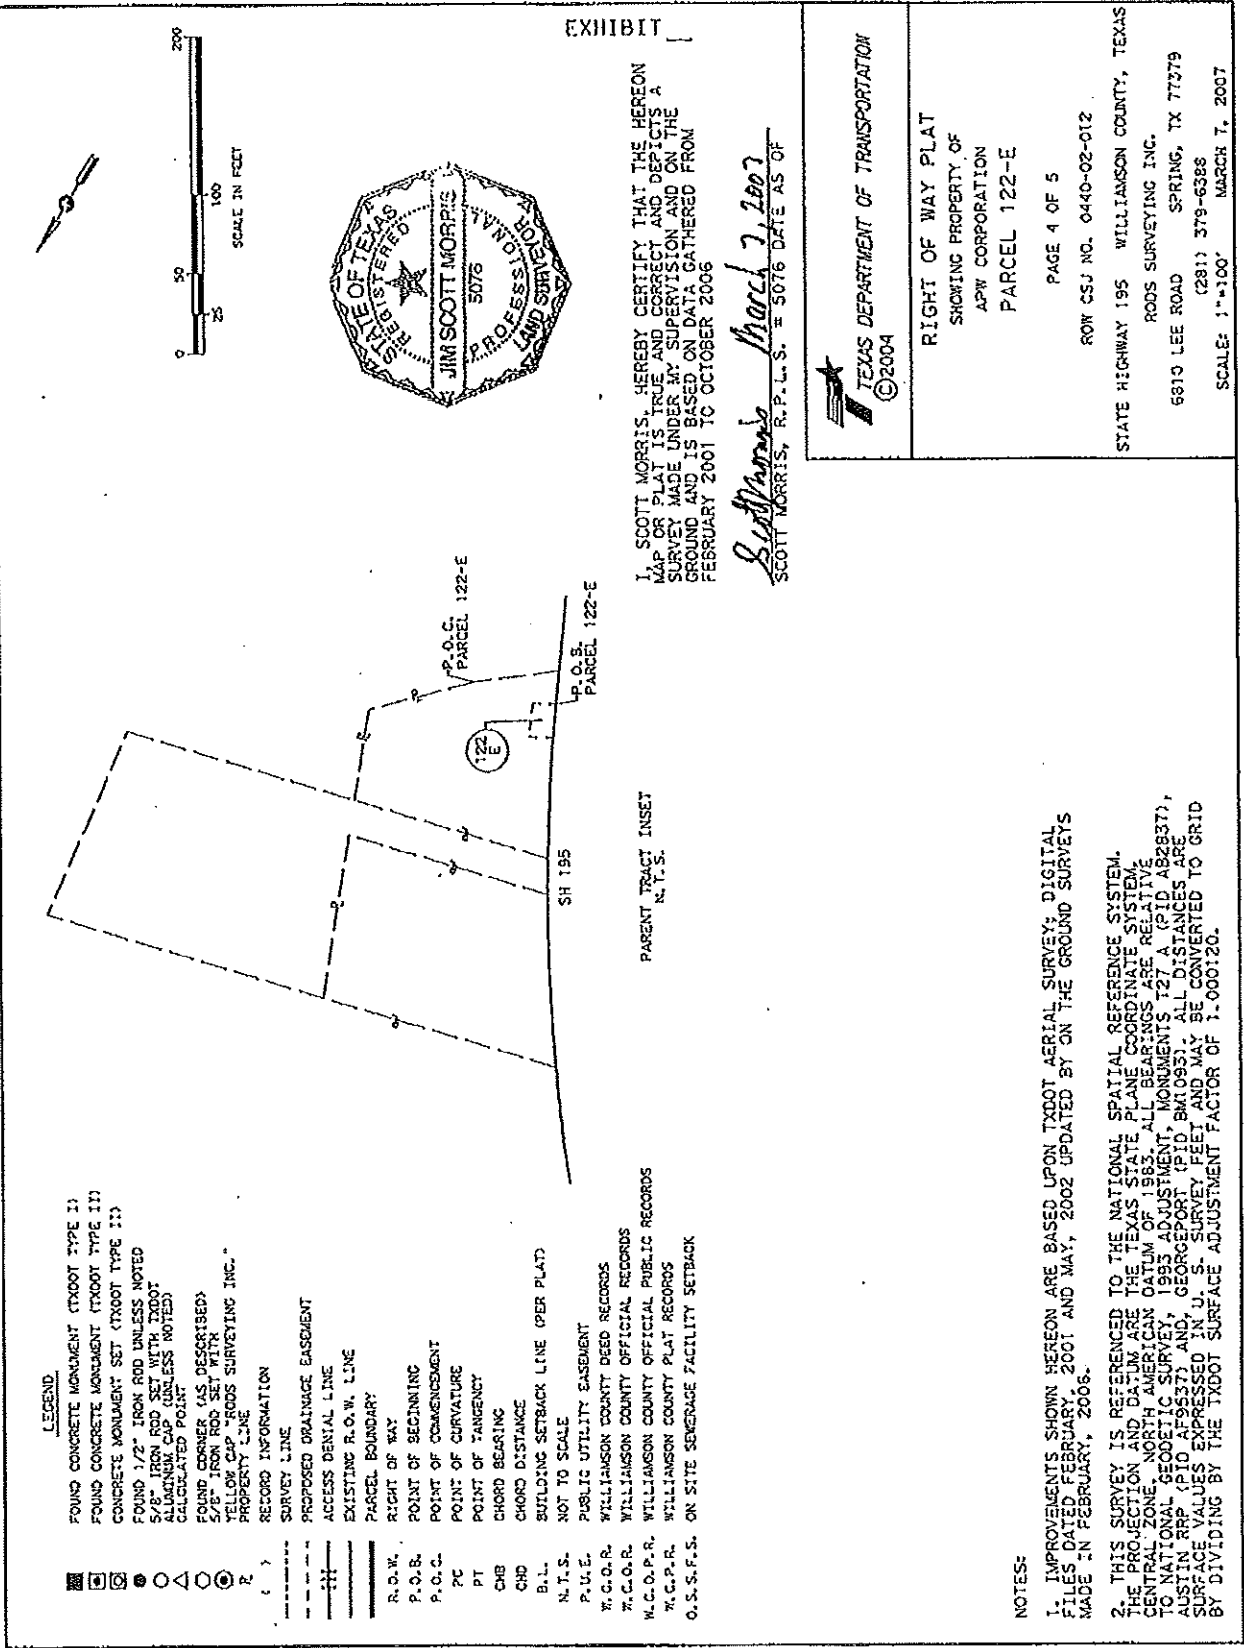 EXHIBIT
LEGEND
FOUND CONCRETE MONUMENT (TXDOT TYPE I)
FOUND CONCRETE MONUMENT (TXDOT TYPE II)
CONCRETE MONUMENT SET (TXDOT TYPE II)
FOUND 1/2" IRON ROD UNLESS NOTED
5/8" IRON ROD SET WITH TXDOT
ALUMINUM CAP (UNLESS NOTED)
CALCULATED POINT
FOUND CORNER (AS DESCRIBED)
5/8" IRON ROD SET WITH
YELLOW CAP "RODS SURVEYING INC."
PROPERTY LINE
( ) RECORD INFORMATION
SURVEY LINE
PROPOSED DRAINAGE EASEMENT
ACCESS DENIAL LINE
EXISTING R.O.W. LINE
PARCEL BOUNDARY
R.O.W. RIGHT OF WAY
P.O.B. POINT OF BEGINNING
P.O.C. POINT OF COMMENCEMENT
PC POINT OF CURVATURE
PT POINT OF TANGENCY
CHB CHORD BEARING
CHD CHORD DISTANCE
B.L. BUILDING SETBACK LINE (PER PLAT)
N.T.S. NOT TO SCALE
P.U.E. PUBLIC UTILITY EASEMENT
W.C.D.R. WILLIAMSON COUNTY DEED RECORDS
W.C.O.R. WILLIAMSON COUNTY OFFICIAL RECORDS
W.C.O.P.R. WILLIAMSON COUNTY OFFICIAL PUBLIC RECORDS
W.C.P.R. WILLIAMSON COUNTY PLAT RECORDS
O.S.S.F.S. ON SITE SEWERAGE FACILITY SETBACK
P.O.C.
PARCEL 122-E
P.O.B.
PARCEL 122-E
122
E
SH 195
PARENT TRACT INSET
N.T.S.
0 25 50 100 200
SCALE IN FEET
STATE OF TEXAS
REGISTERED
JIM SCOTT MORRIS
5076
PROFESSIONAL
LAND SURVEYOR
I, SCOTT MORRIS, HEREBY CERTIFY THAT THE HEREON
MAP OR PLAT IS TRUE AND CORRECT AND DEPICTS A
SURVEY MADE UNDER MY SUPERVISION AND ON THE
GROUND AND IS BASED ON DATA GATHERED FROM
FEBRUARY 2001 TO OCTOBER 2006
Scott Morris March 7, 2007
SCOTT MORRIS, R.P.L.S. # 5076 DATE AS OF
NOTES:
1. IMPROVEMENTS SHOWN HEREON ARE BASED UPON TXDOT AERIAL SURVEY; DIGITAL
FILES DATED FEBRUARY, 2001 AND MAY, 2002 UPDATED BY ON THE GROUND SURVEYS
MADE IN FEBRUARY, 2006.
2. THIS SURVEY IS REFERENCED TO THE NATIONAL SPATIAL REFERENCE SYSTEM.
THE PROJECTION AND DATUM ARE THE TEXAS STATE PLANE COORDINATE SYSTEM,
CENTRAL ZONE, NORTH AMERICAN DATUM OF 1983. ALL BEARINGS ARE RELATIVE
TO NATIONAL GEODETIC SURVEY, 1993 ADJUSTMENT, MONUMENTS T27 A (PID AB2837),
AUSTIN RRP (PID AF9537) AND, GEORGEPORT (PID BM1093). ALL DISTANCES ARE
SURFACE VALUES EXPRESSED IN U. S. SURVEY FEET AND MAY BE CONVERTED TO GRID
BY DIVIDING BY THE TXDOT SURFACE ADJUSTMENT FACTOR OF 1.000120.
TEXAS DEPARTMENT OF TRANSPORTATION
©2004
RIGHT OF WAY PLAT
SHOWING PROPERTY OF
APW CORPORATION
PARCEL 122-E
PAGE 4 OF 5
ROW CSJ NO. 0440-02-012
STATE HIGHWAY 195 WILLIAMSON COUNTY, TEXAS
RODS SURVEYING INC.
6810 LEE ROAD SPRING, TX 77379
(281) 379-6388
SCALE: 1"=100' MARCH 7, 2007